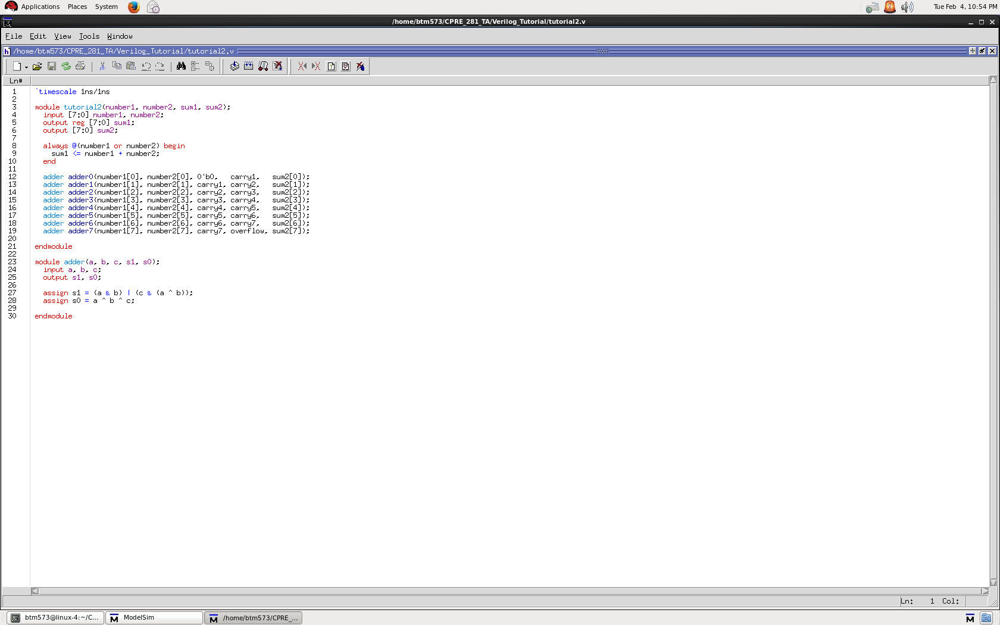 Applications Places System Tue Feb 4, 10:54 PM
/home/btm573/CPRE_281_TA/Verilog_Tutorial/tutorial2.v
File Edit View Tools Window
/home/btm573/CPRE_281_TA/Verilog_Tutorial/tutorial2.v
Ln#
1 `timescale 1ns/1ns
2
3 module tutorial2(number1, number2, sum1, sum2);
4   input [7:0] number1, number2;
5   output reg [7:0] sum1;
6   output [7:0] sum2;
7
8   always @(number1 or number2) begin
9     sum1 <= number1 + number2;
10   end
11
12   adder adder0(number1[0], number2[0], 0'b0,   carry1,   sum2[0]);
13   adder adder1(number1[1], number2[1], carry1, carry2,   sum2[1]);
14   adder adder2(number1[2], number2[2], carry2, carry3,   sum2[2]);
15   adder adder3(number1[3], number2[3], carry3, carry4,   sum2[3]);
16   adder adder4(number1[4], number2[4], carry4, carry5,   sum2[4]);
17   adder adder5(number1[5], number2[5], carry5, carry6,   sum2[5]);
18   adder adder6(number1[6], number2[6], carry6, carry7,   sum2[6]);
19   adder adder7(number1[7], number2[7], carry7, overflow, sum2[7]);
20
21 endmodule
22
23 module adder(a, b, c, s1, s0);
24   input a, b, c;
25   output s1, s0;
26
27   assign s1 = (a & b) | (c & (a ^ b));
28   assign s0 = a ^ b ^ c;
29
30 endmodule
Ln: 1 Col:
btm573@linux-4:~/C... ModelSim /home/btm573/CPRE_...